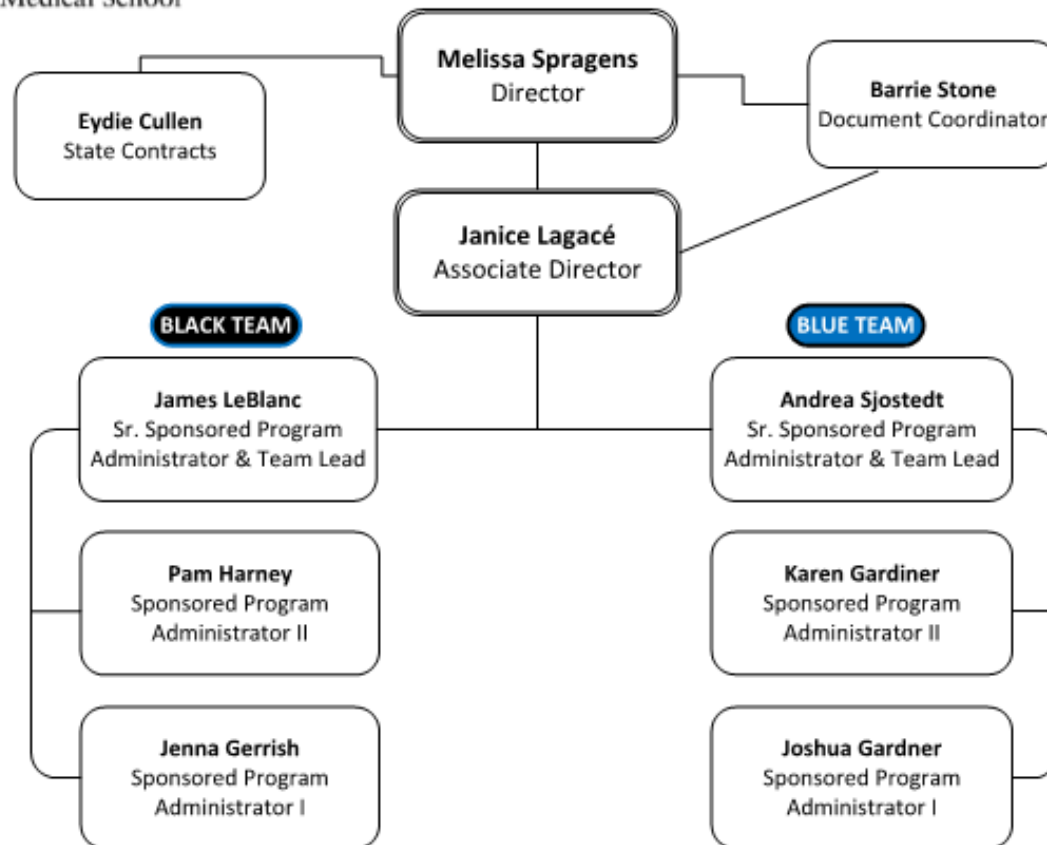 Medical School
Melissa Spragens
Director
Eydie Cullen
State Contracts
Barrie Stone
Document Coordinator
Janice Lagacé
Associate Director
BLACK TEAM
BLUE TEAM
James LeBlanc
Sr. Sponsored Program
Administrator & Team Lead
Andrea Sjostedt
Sr. Sponsored Program
Administrator & Team Lead
Pam Harney
Sponsored Program
Administrator II
Karen Gardiner
Sponsored Program
Administrator II
Jenna Gerrish
Sponsored Program
Administrator I
Joshua Gardner
Sponsored Program
Administrator I